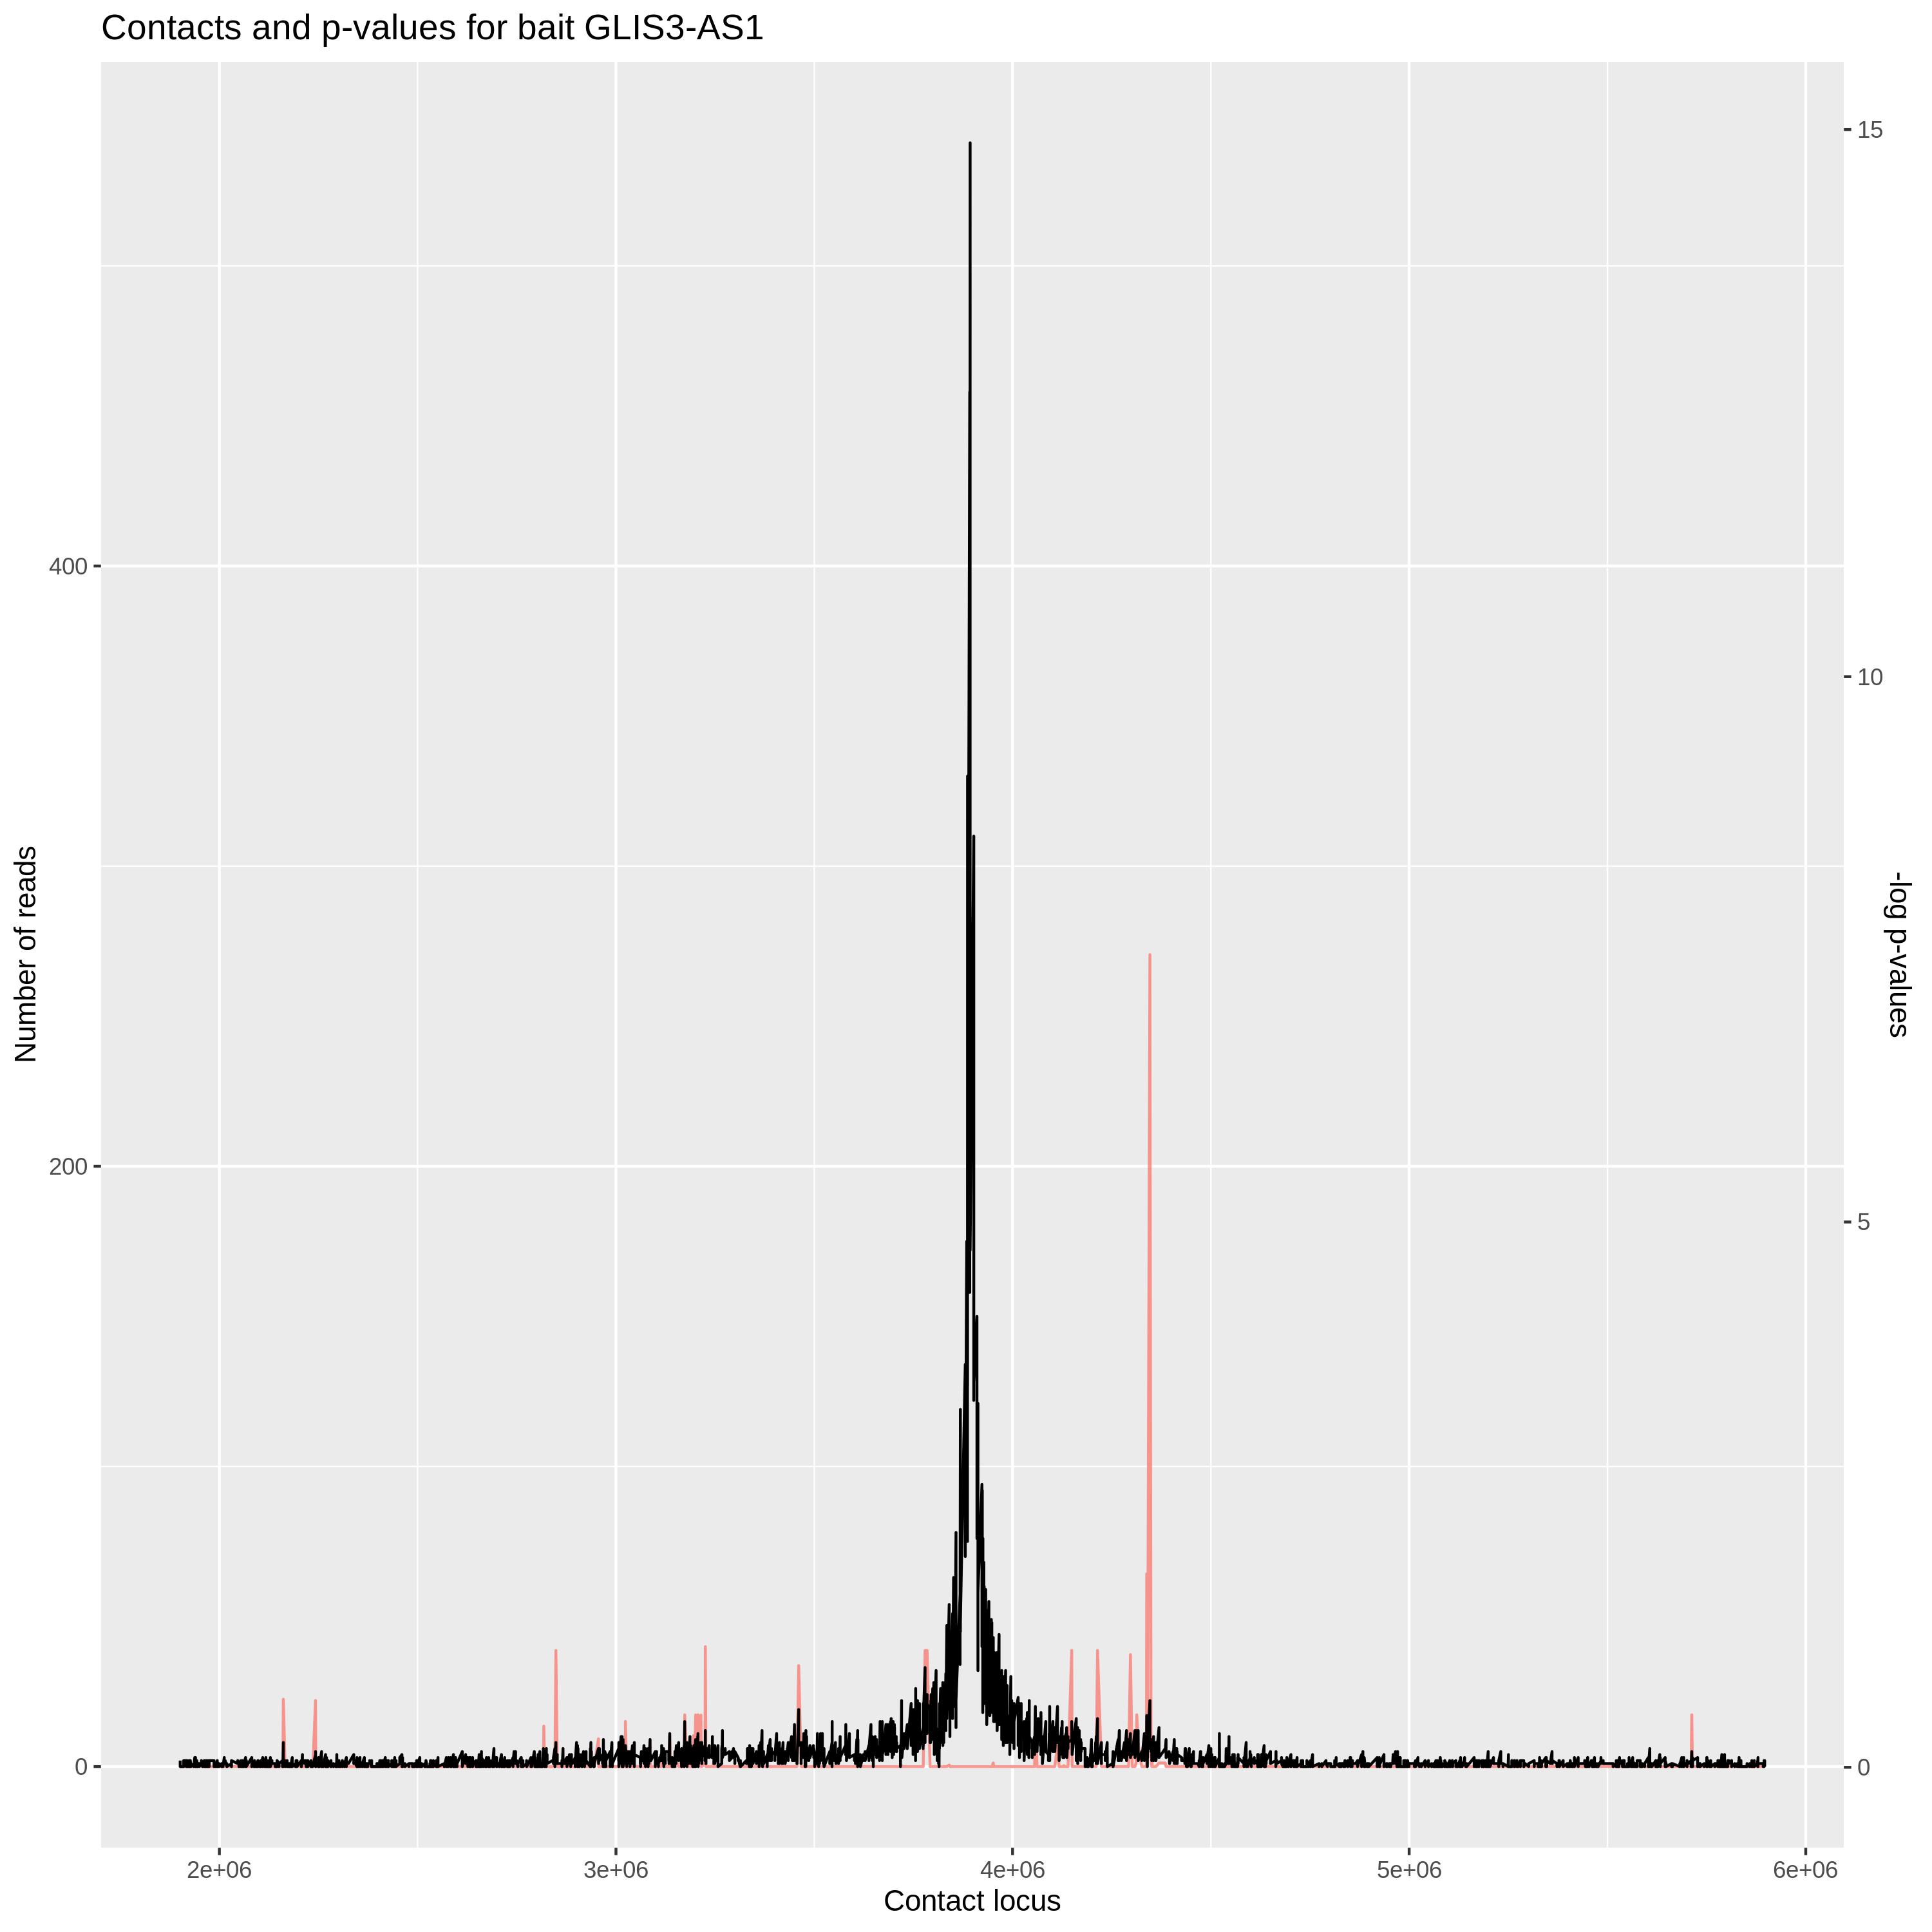 Contacts and p-values for bait GLIS3-AS1
15
400
10
Number of reads
-log p-values
200
5
0
0
2e+06
3e+06
4e+06
5e+06
6e+06
Contact locus